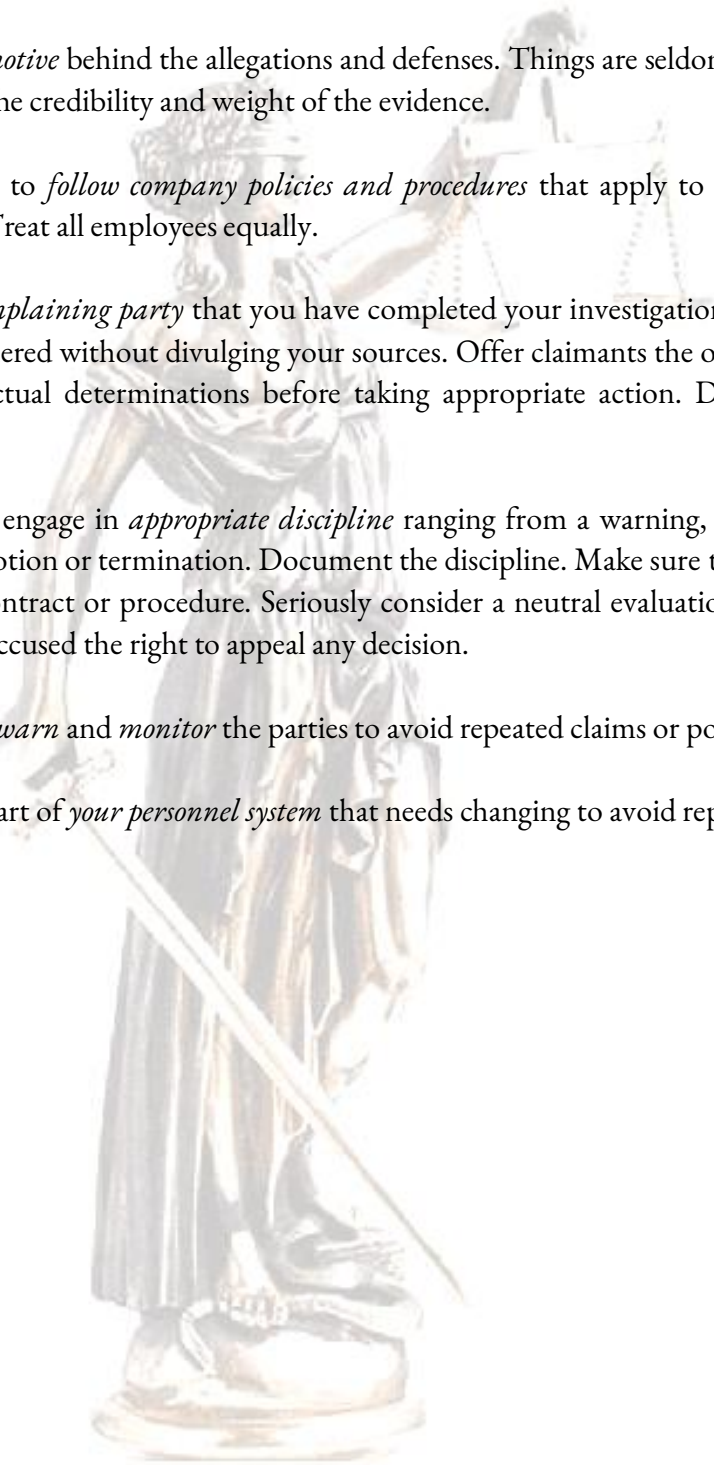 otive behind the allegations and defenses. Things are seldo
he credibility and weight of the evidence.
to follow company policies and procedures that apply to
Treat all employees equally.
plaining party that you have completed your investigation
ered without divulging your sources. Offer claimants the o
ctual determinations before taking appropriate action. D
engage in appropriate discipline ranging from a warning,
otion or termination. Document the discipline. Make sure t
ontract or procedure. Seriously consider a neutral evaluatio
ccused the right to appeal any decision.
warn and monitor the parties to avoid repeated claims or po
art of your personnel system that needs changing to avoid rep